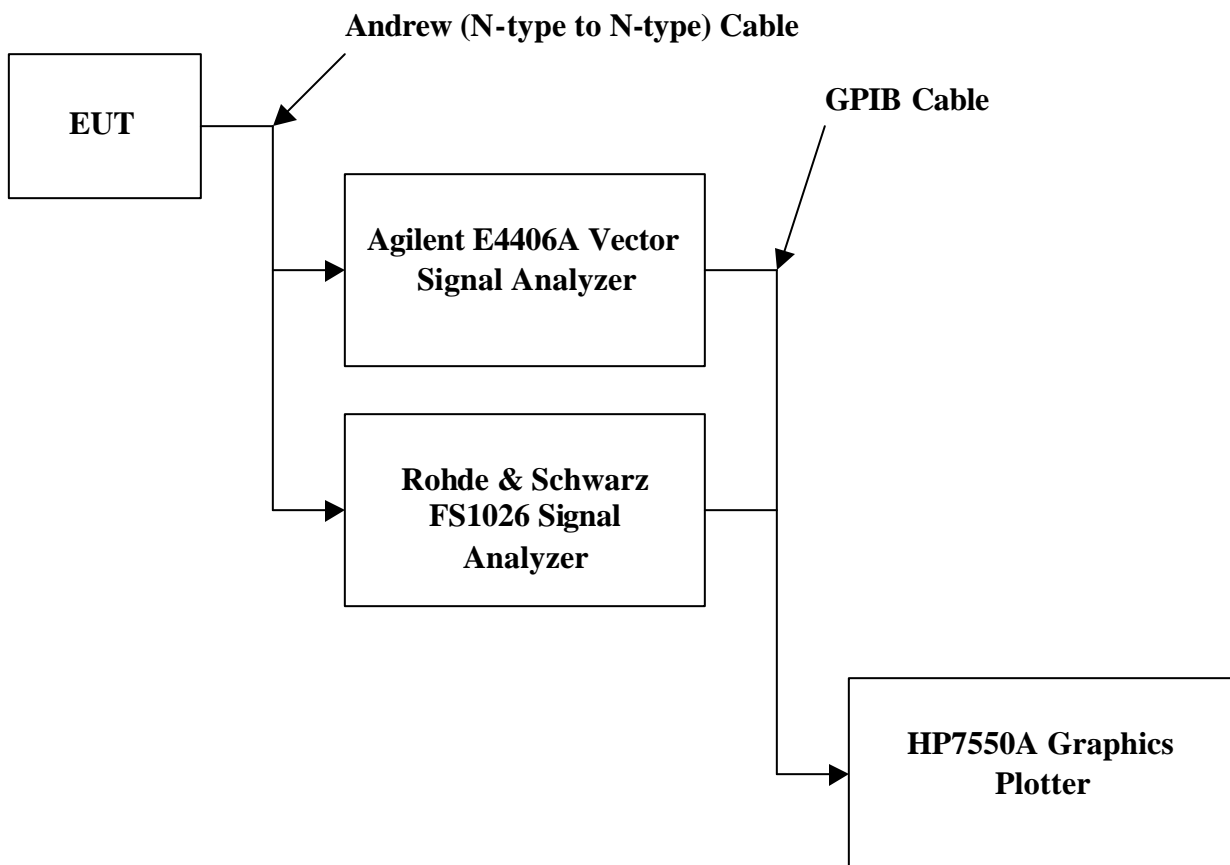 Andrew (N-type to N-type) Cable
EUT
GPIB Cable
Agilent E4406A Vector
Signal Analyzer
Rohde & Schwarz
FS1026 Signal
Analyzer
HP7550A Graphics
Plotter